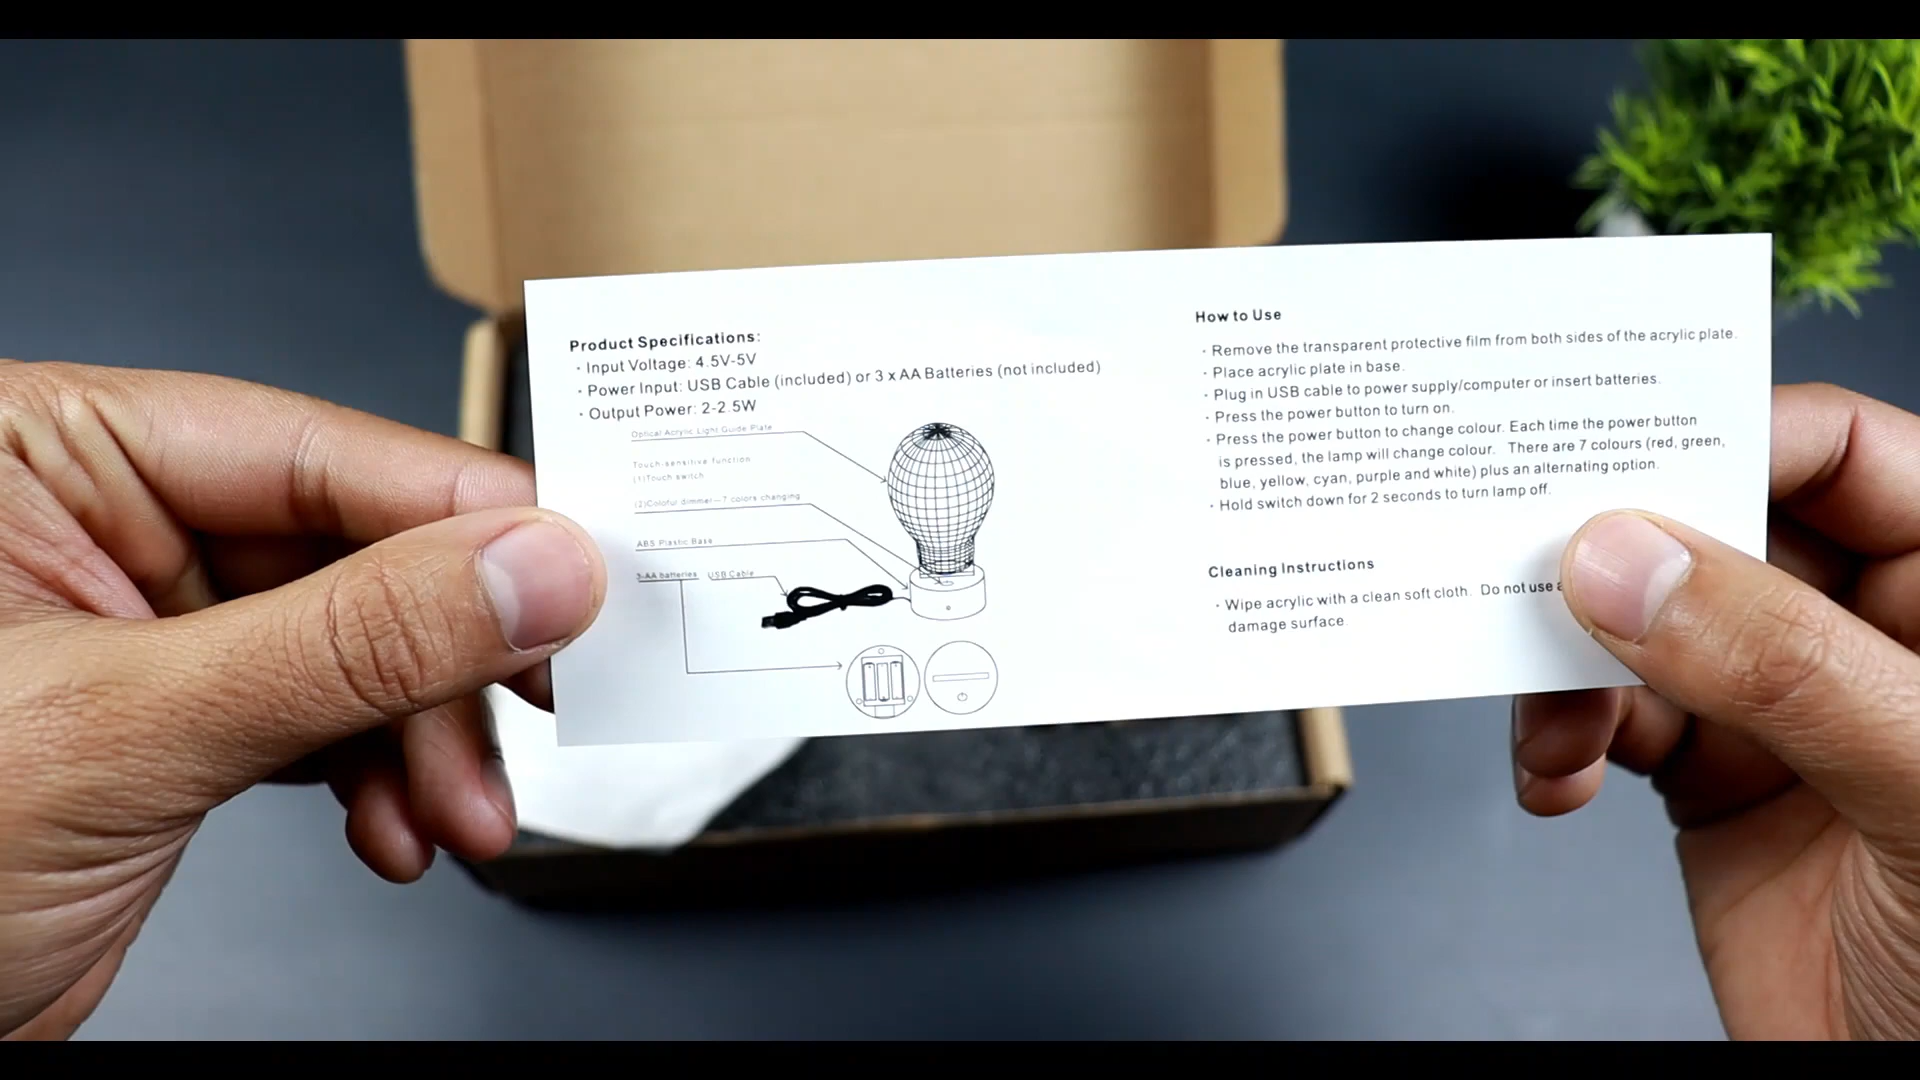 Product Specifications:
· Input Voltage: 4.5V-5V
· Power Input: USB Cable (included) or 3 x AA Batteries (not included)
· Output Power: 2-2.5W
Optical Acrylic Light Guide Plate
Touch-sensitive function
(1)Touch switch
(2)Colorful dimmer—7 colors changing
ABS Plastic Base
3-AA batteries USB Cable
How to Use
· Remove the transparent protective film from both sides of the acrylic plate.
· Place acrylic plate in base.
· Plug in USB cable to power supply/computer or insert batteries.
· Press the power button to turn on.
· Press the power button to change colour. Each time the power button
is pressed, the lamp will change colour. There are 7 colours (red, green,
blue, yellow, cyan, purple and white) plus an alternating option.
· Hold switch down for 2 seconds to turn lamp off.
Cleaning Instructions
· Wipe acrylic with a clean soft cloth. Do not use
damage surface.